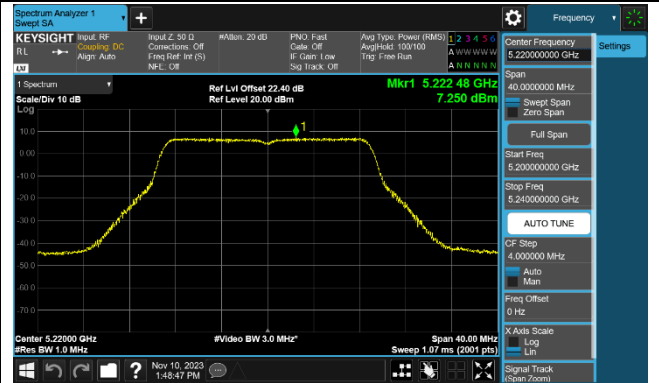 Spectrum Analyzer 1
Swept SA
+
Frequency
KEYSIGHT
RL
LXI
Input: RF
Coupling: DC
Align: Auto
Input Z: 50 Ω
Corrections: Off
Freq Ref: Int (S)
NFE: Off
#Atten: 20 dB
PNO: Fast
Gate: Off
IF Gain: Low
Sig Track: Off
Avg Type: Power (RMS)
Avg|Hold: 100/100
Trig: Free Run
1 2 3 4 5 6
A W W W W W
A N N N N N
1 Spectrum
Scale/Div 10 dB
Log
Ref Lvl Offset 22.40 dB
Ref Level 20.00 dBm
Mkr1 5.222 48 GHz
7.250 dBm
1
10.0
0.00
-10.0
-20.0
-30.0
-40.0
-50.0
-60.0
-70.0
Center 5.22000 GHz
#Res BW 1.0 MHz
#Video BW 3.0 MHz*
Span 40.00 MHz
Sweep 1.07 ms (2001 pts)
Center Frequency
5.220000000 GHz
Settings
Span
40.0000000 MHz
Swept Span
Zero Span
Full Span
Start Freq
5.200000000 GHz
Stop Freq
5.240000000 GHz
AUTO TUNE
CF Step
4.000000 MHz
Auto
Man
Freq Offset
0 Hz
X Axis Scale
Log
Lin
Signal Track
(Span Zoom)
?
Nov 10, 2023
1:48:47 PM